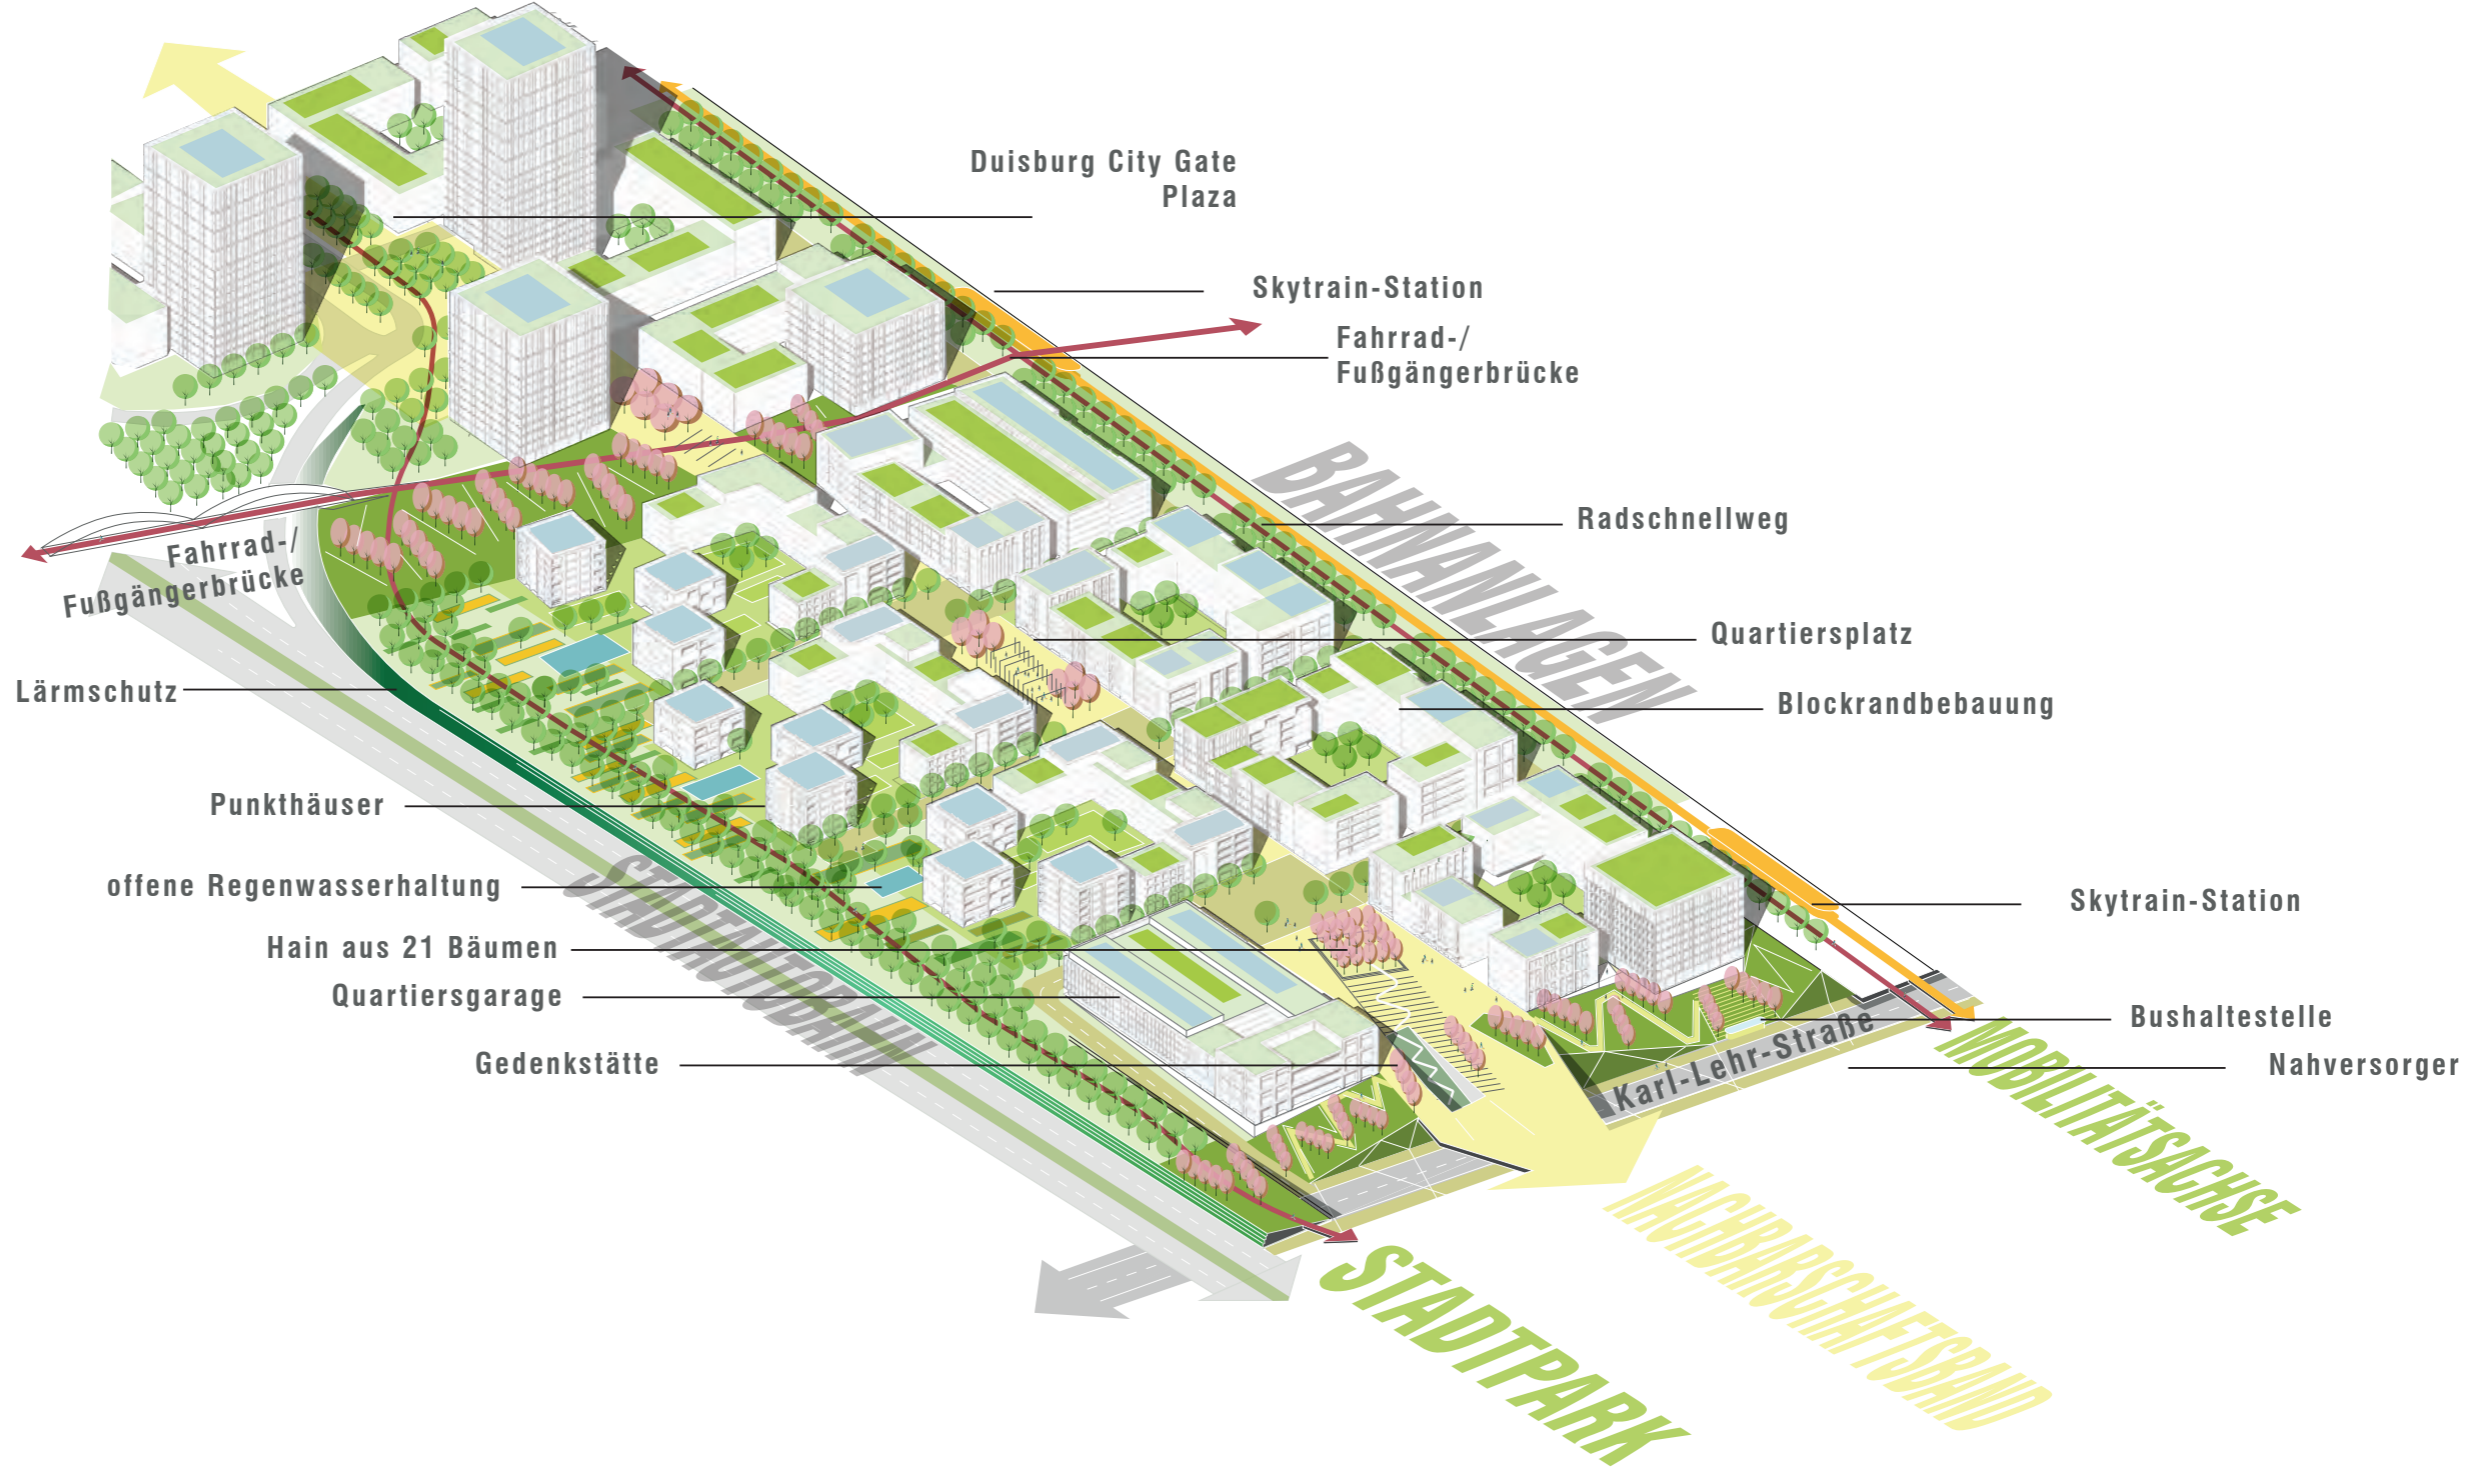 Duisburg City Gate
Plaza
Skytrain-Station
Fahrrad-/
Fußgängerbrücke
BAHNANLAGEN
Radschnellweg
Fahrrad-/
Fußgängerbrücke
Quartiersplatz
Lärmschutz
Blockrandbebauung
Punkthäuser
STADTAUTOBAHN
offene Regenwasserhaltung
Skytrain-Station
Hain aus 21 Bäumen
Quartiersgarage
Bushaltestelle
Karl-Lehr-Straße
Gedenkstätte
Nahversorger
MOBILITÄTSACHSE
NACHBARSCHAFTSBAND
STADTPARK